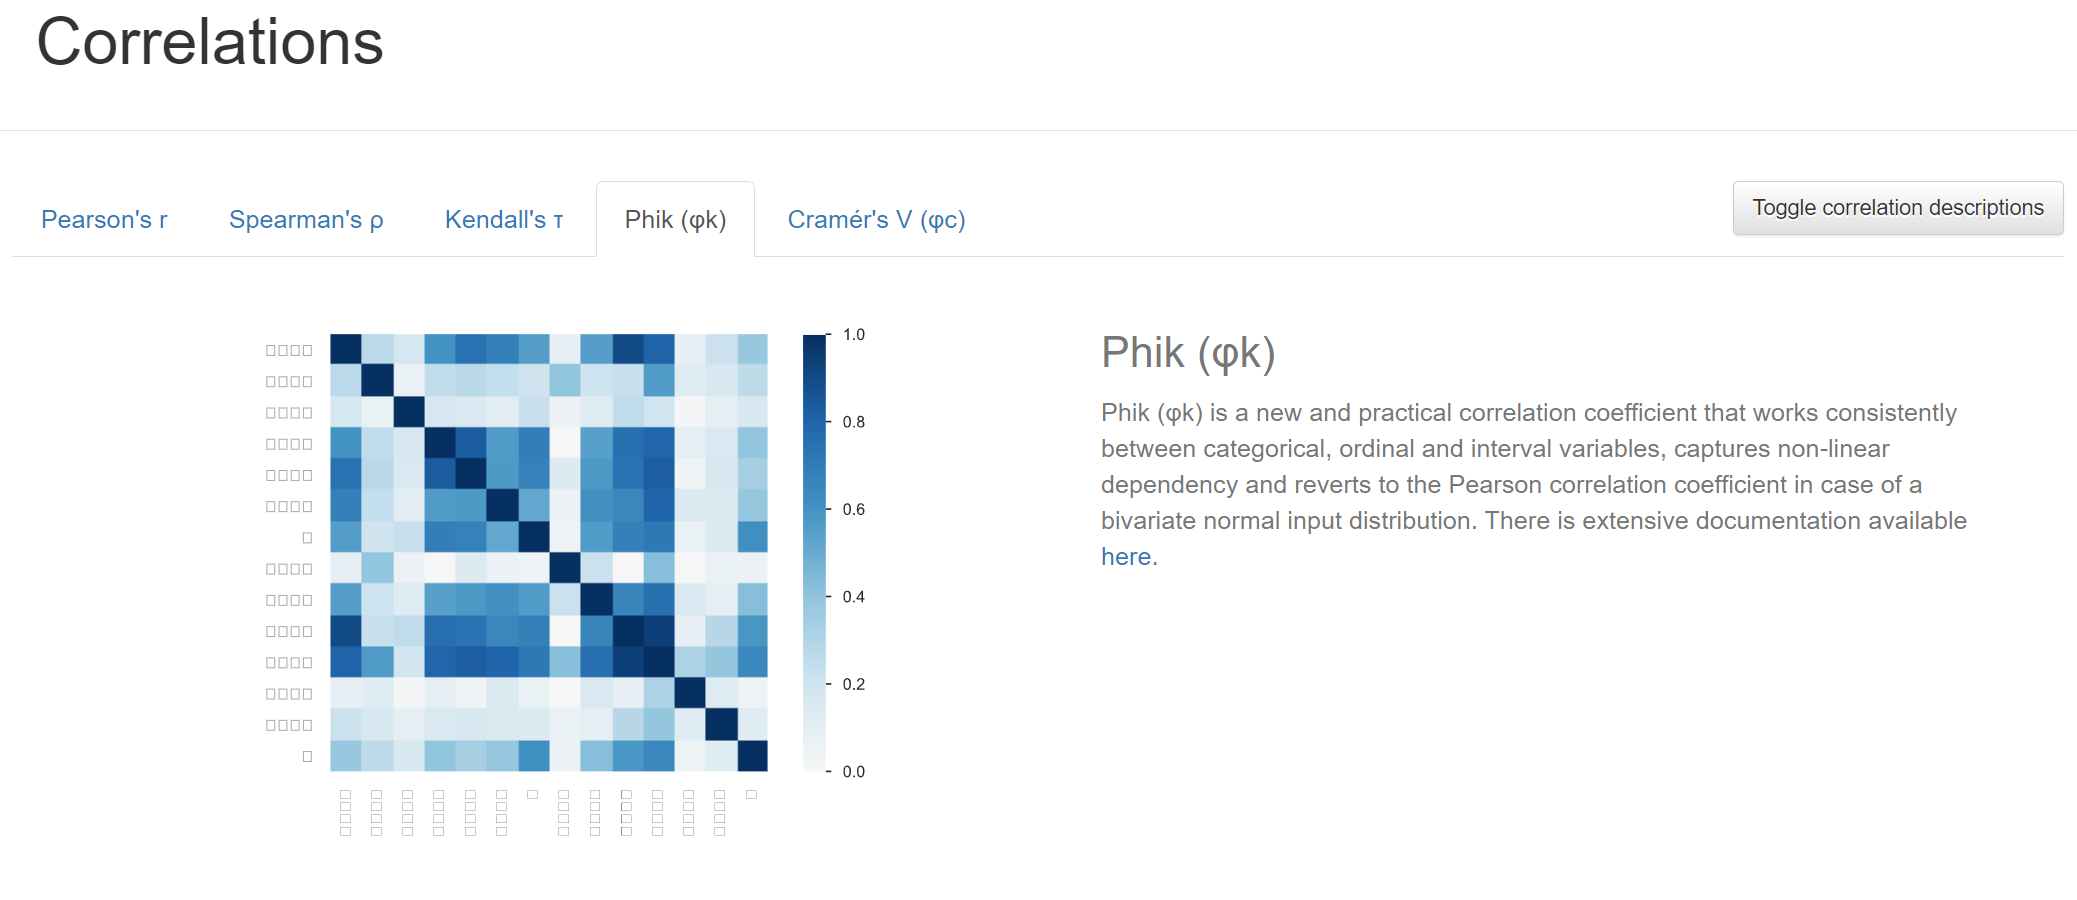 Correlations
Pearson's r
Spearman's ρ
Kendall's τ
Phik (φk)
Cramér's V (φc)
Toggle correlation descriptions
1.0
0.8
0.6
0.4
0.2
0.0
Phik (φk)
Phik (φk) is a new and practical correlation coefficient that works consistently
between categorical, ordinal and interval variables, captures non-linear
dependency and reverts to the Pearson correlation coefficient in case of a
bivariate normal input distribution. There is extensive documentation available
here.